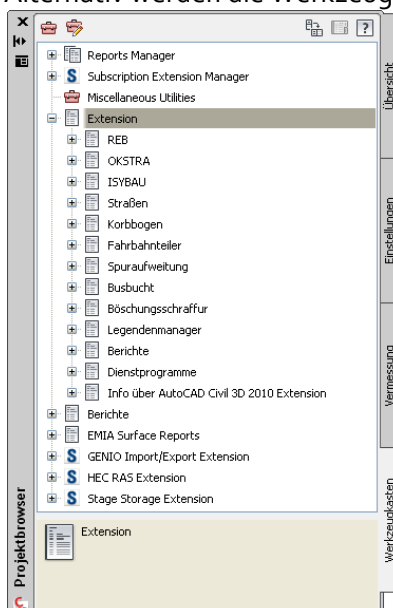 Alternativ werden die Werkzeug
Reports Manager
Subscription Extension Manager
Miscellaneous Utilities
Extension
REB
OKSTRA
ISYBAU
Straßen
Korbbogen
Fahrbahnteiler
Spuraufweitung
Busbucht
Böschungsschraffur
Legendenmanager
Berichte
Dienstprogramme
Info über AutoCAD Civil 3D 2010 Extension
Berichte
EMIA Surface Reports
GENIO Import/Export Extension
HEC RAS Extension
Stage Storage Extension
Extension
Projektbrowser
Übersicht
Einstellungen
Vermessung
Werkzeugkasten